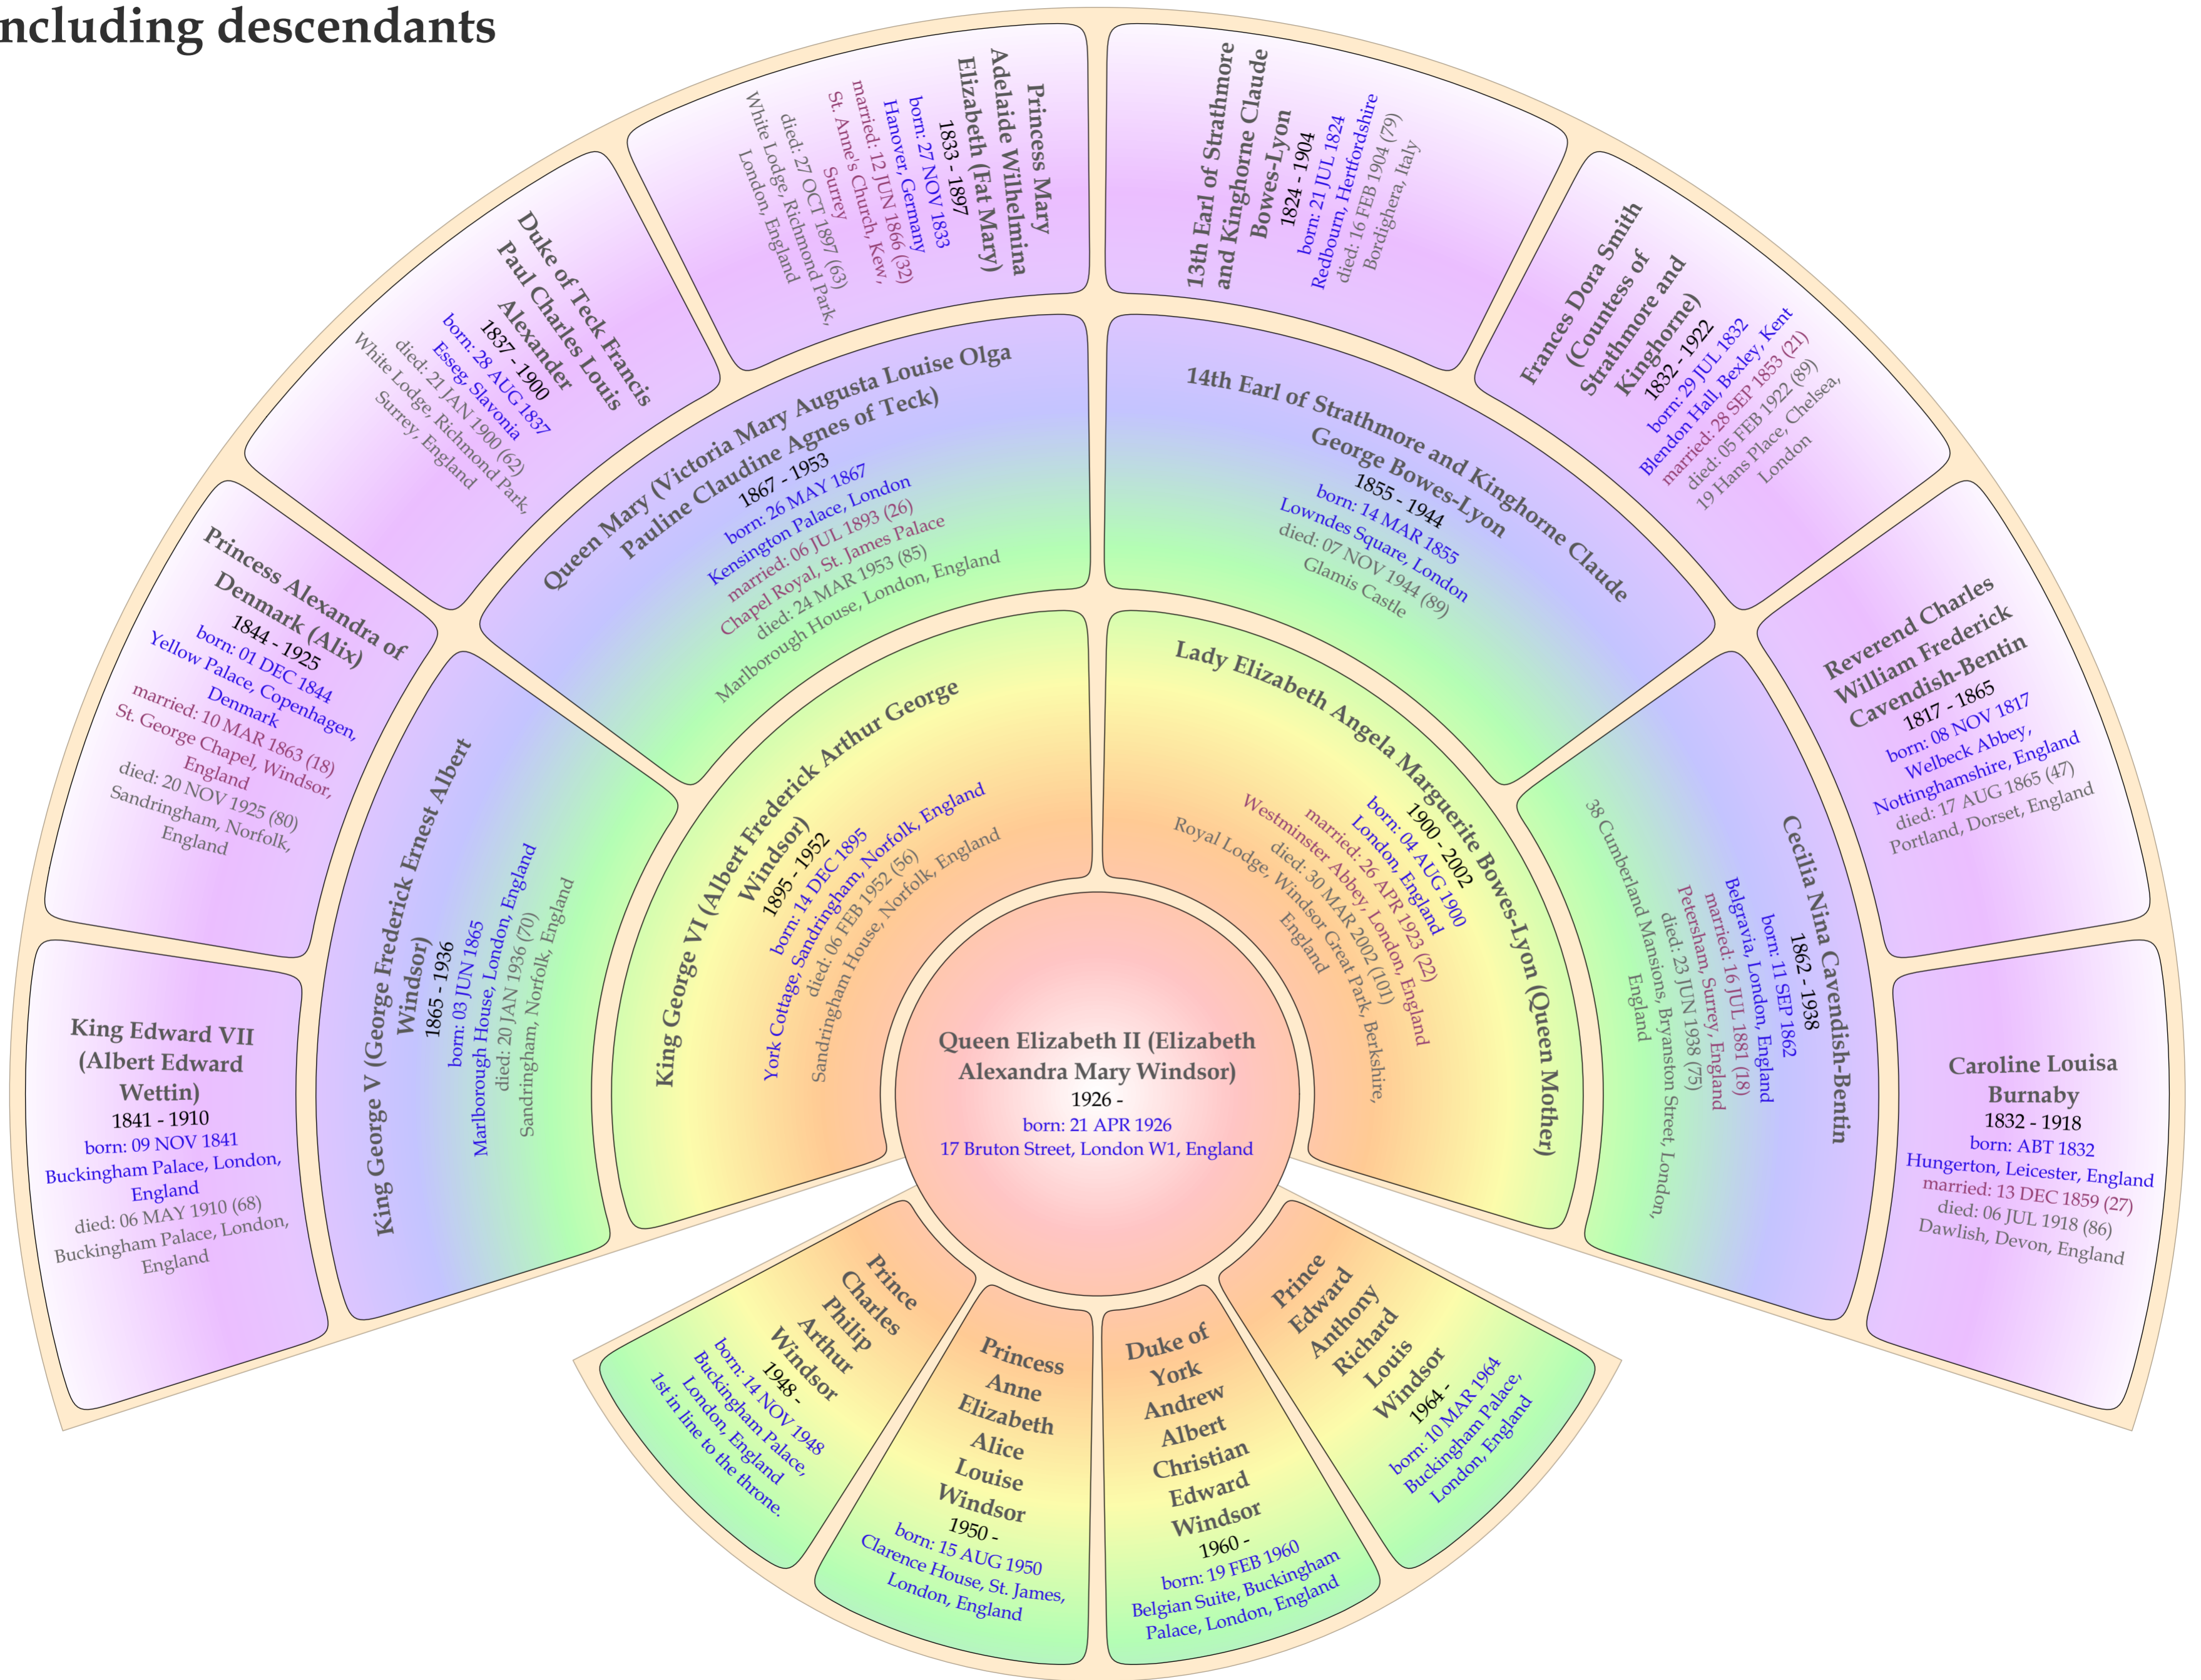 ncluding descendants
King Edward VII
(Albert Edward
Wettin)
1841 - 1910
born: 09 NOV 1841
Buckingham Palace, London,
England
died: 06 MAY 1910 (68)
Buckingham Palace, London,
England
Princess Alexandra of
Denmark (Alix)
1844 - 1925
born: 01 DEC 1844
Yellow Palace, Copenhagen,
Denmark
married: 10 MAR 1863 (18)
St. George Chapel, Windsor,
England
died: 20 NOV 1925 (80)
Sandringham, Norfolk,
England
Duke of Teck Francis
Paul Charles Louis
Alexander
1837 - 1900
born: 28 AUG 1837
Esseg, Slavonia
died: 21 JAN 1900 (62)
White Lodge, Richmond Park,
Surrey, England
Princess Mary
Adelaide Wilhelmina
Elizabeth (Fat Mary)
1833 - 1897
born: 27 NOV 1833
Hanover, Germany
married: 12 JUN 1866 (32)
St. Anne's Church, Kew,
Surrey
died: 27 OCT 1897 (63)
White Lodge, Richmond Park,
London, England
13th Earl of Strathmore
and Kinghorne Claude
Bowes-Lyon
1824 - 1904
born: 21 JUL 1824
Redbourn, Hertfordshire
died: 16 FEB 1904 (79)
Bordighera, Italy
Frances Dora Smith
(Countess of
Strathmore and
Kinghorne)
1832 - 1922
born: 29 JUL 1832
Blendon Hall, Bexley, Kent
married: 28 SEP 1853 (21)
died: 05 FEB 1922 (89)
19 Hans Place, Chelsea,
London
Reverend Charles
William Frederick
Cavendish-Bentin
1817 - 1865
born: 08 NOV 1817
Welbeck Abbey,
Nottinghamshire, England
died: 17 AUG 1865 (47)
Portland, Dorset, England
Caroline Louisa
Burnaby
1832 - 1918
born: ABT 1832
Hungerton, Leicester, England
married: 13 DEC 1859 (27)
died: 06 JUL 1918 (86)
Dawlish, Devon, England
King George V (George Frederick Ernest Albert
Windsor)
1865 - 1936
born: 03 JUN 1865
Marlborough House, London, England
died: 20 JAN 1936 (70)
Sandringham, Norfolk, England
Queen Mary (Victoria Mary Augusta Louise Olga
Pauline Claudine Agnes of Teck)
1867 - 1953
born: 26 MAY 1867
Kensington Palace, London
married: 06 JUL 1893 (26)
Chapel Royal, St. James Palace
died: 24 MAR 1953 (85)
Marlborough House, London, England
14th Earl of Strathmore and Kinghorne Claude
George Bowes-Lyon
1855 - 1944
born: 14 MAR 1855
Lowndes Square, London
died: 07 NOV 1944 (89)
Glamis Castle
Cecilia Nina Cavendish-Bentin
1862 - 1938
born: 11 SEP 1862
Belgravia, London, England
married: 16 JUL 1881 (18)
Petersham, Surrey, England
died: 23 JUN 1938 (75)
38 Cumberland Mansions, Bryanston Street, London,
England
King George VI (Albert Frederick Arthur George
Windsor)
1895 - 1952
born: 14 DEC 1895
York Cottage, Sandringham, Norfolk, England
died: 06 FEB 1952 (56)
Sandringham House, Norfolk, England
Lady Elizabeth Angela Marguerite Bowes-Lyon (Queen Mother)
1900 - 2002
born: 04 AUG 1900
London, England
married: 26 APR 1923 (22)
Westminster Abbey, London, England
died: 30 MAR 2002 (101)
Royal Lodge, Windsor Great Park, Berkshire,
England
Queen Elizabeth II (Elizabeth
Alexandra Mary Windsor)
1926 -
born: 21 APR 1926
17 Bruton Street, London W1, England
Prince
Charles
Philip
Arthur
Windsor
1948 -
born: 14 NOV 1948
Buckingham Palace,
London, England
1st in line to the throne.
Princess
Anne
Elizabeth
Alice
Louise
Windsor
1950 -
born: 15 AUG 1950
Clarence House, St. James,
London, England
Duke of
York
Andrew
Albert
Christian
Edward
Windsor
1960 -
born: 19 FEB 1960
Belgian Suite, Buckingham
Palace, London, England
Prince
Edward
Anthony
Richard
Louis
Windsor
1964 -
born: 10 MAR 1964
Buckingham Palace,
London, England